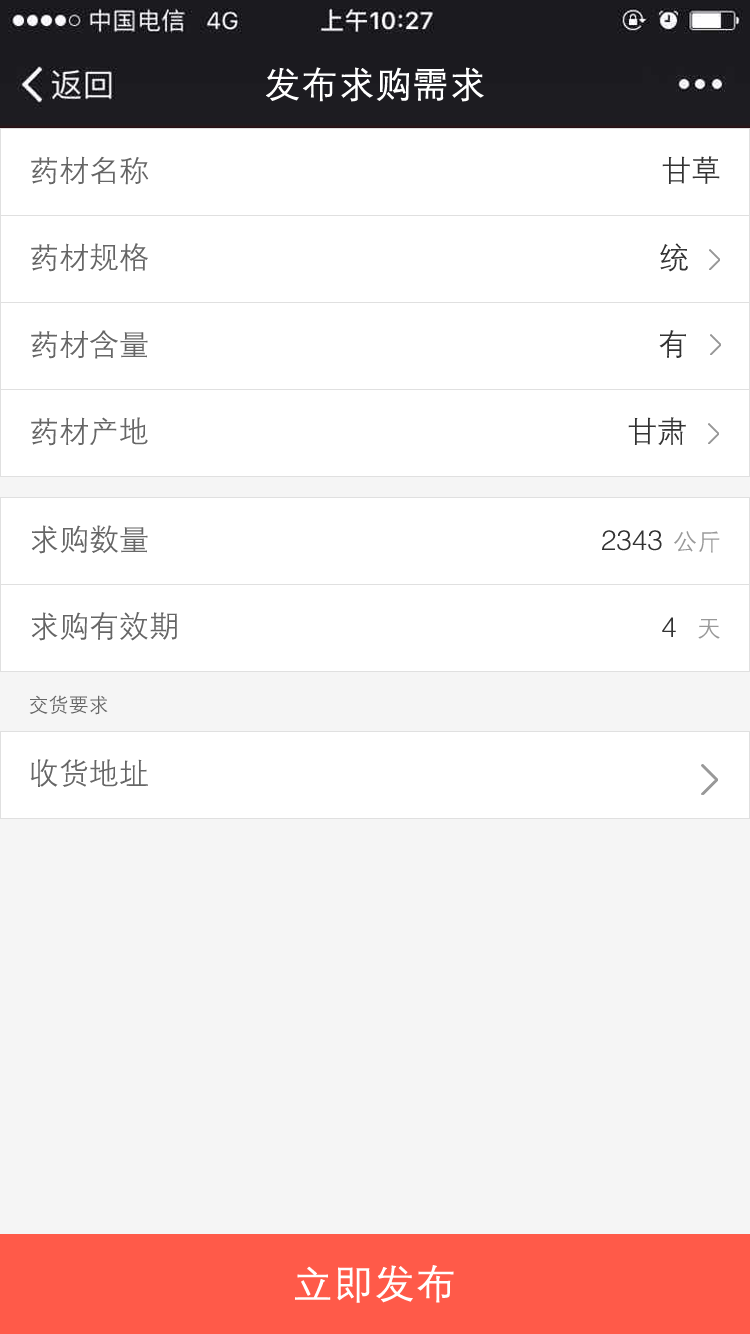 中国电信 4G 上午10:27
返回 发布求购需求
药材名称 甘草
药材规格 统
药材含量 有
药材产地 甘肃
求购数量 2343 公斤
求购有效期 4 天
交货要求
收货地址
立即发布